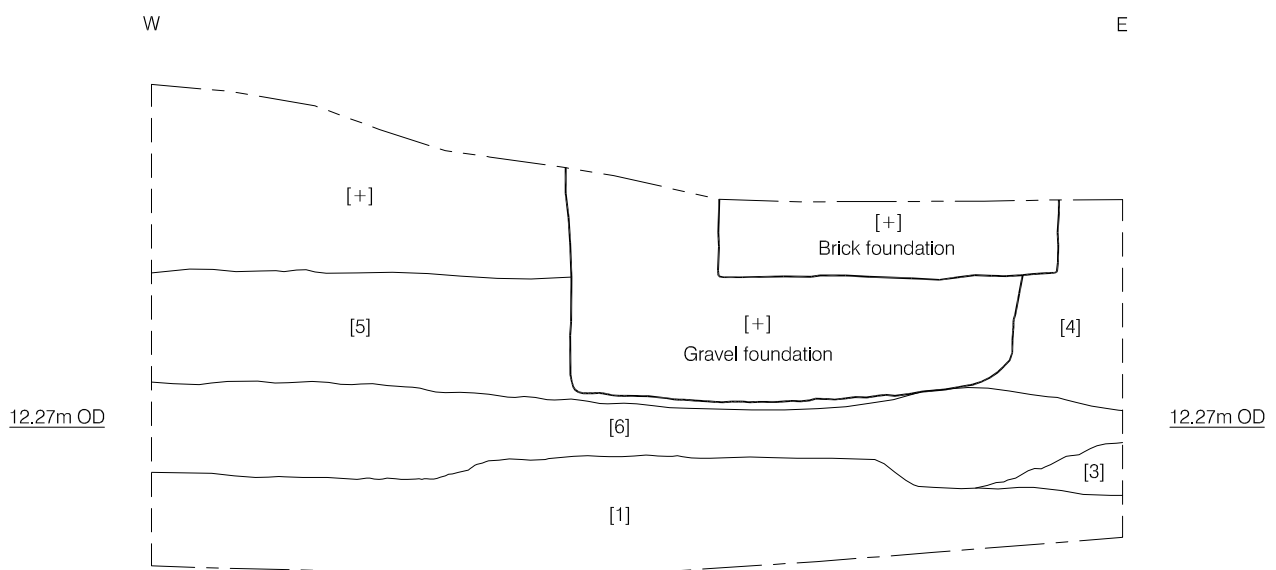 W
E
[+]
[+]
Brick foundation
[5]
[+]
Gravel foundation
[4]
12.27m OD
[6]
12.27m OD
[3]
[1]